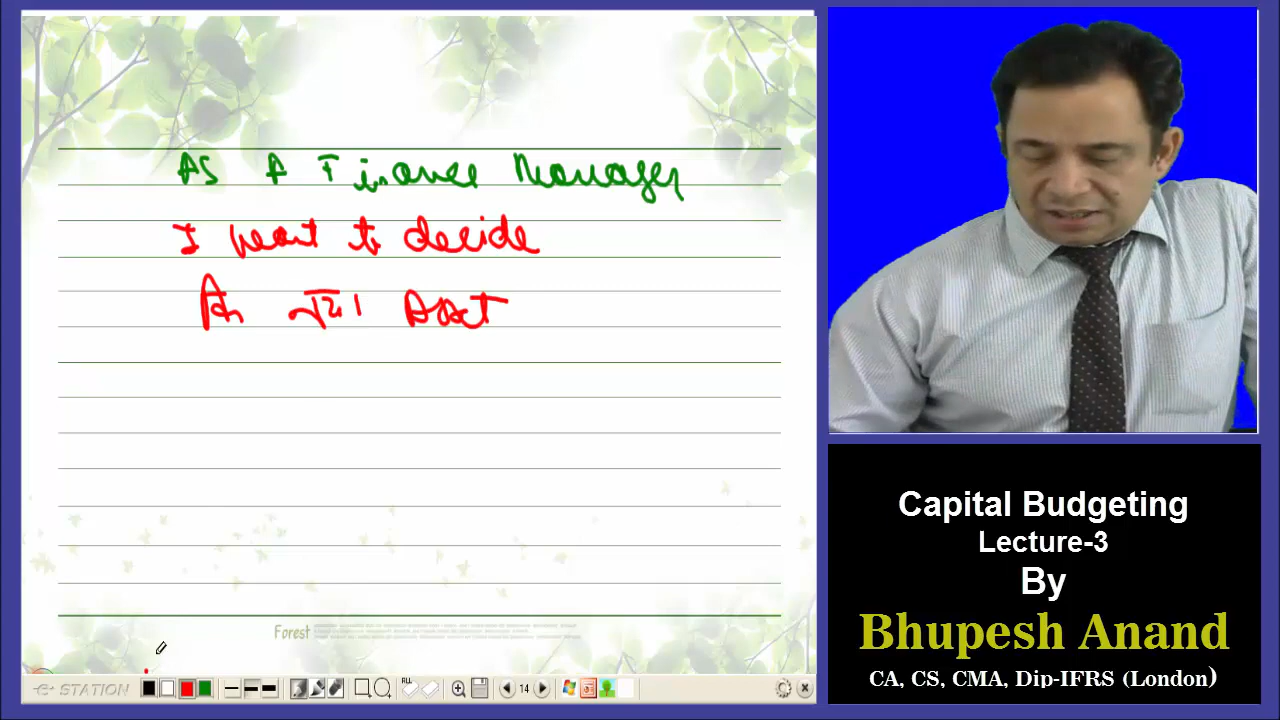 As A Finance Manager
I want to decide
Forest
e-STATION
14
Capital Budgeting
Lecture-3
By
Bhupesh Anand
CA, CS, CMA, Dip-IFRS (London)